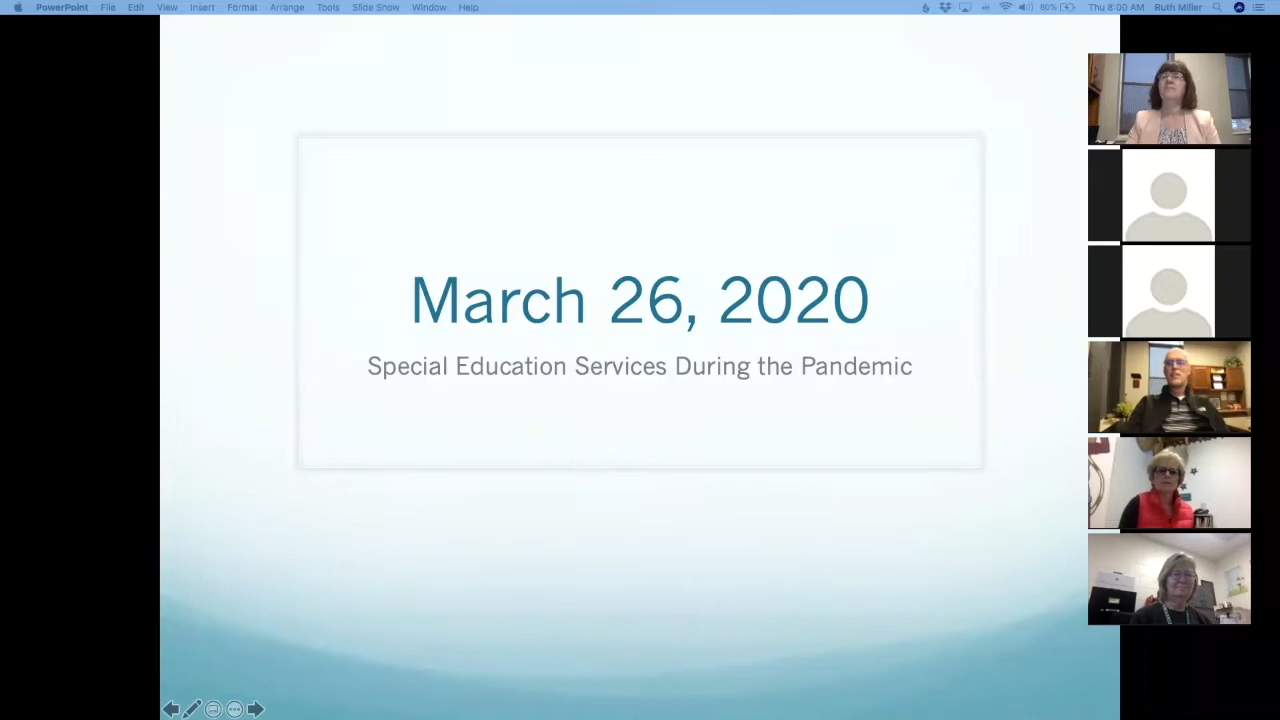 PowerPoint File Edit View Insert Format Arrange Tools Slide Show Window Help 80% Thu 8:00 AM Ruth Miller
March 26, 2020
Special Education Services During the Pandemic